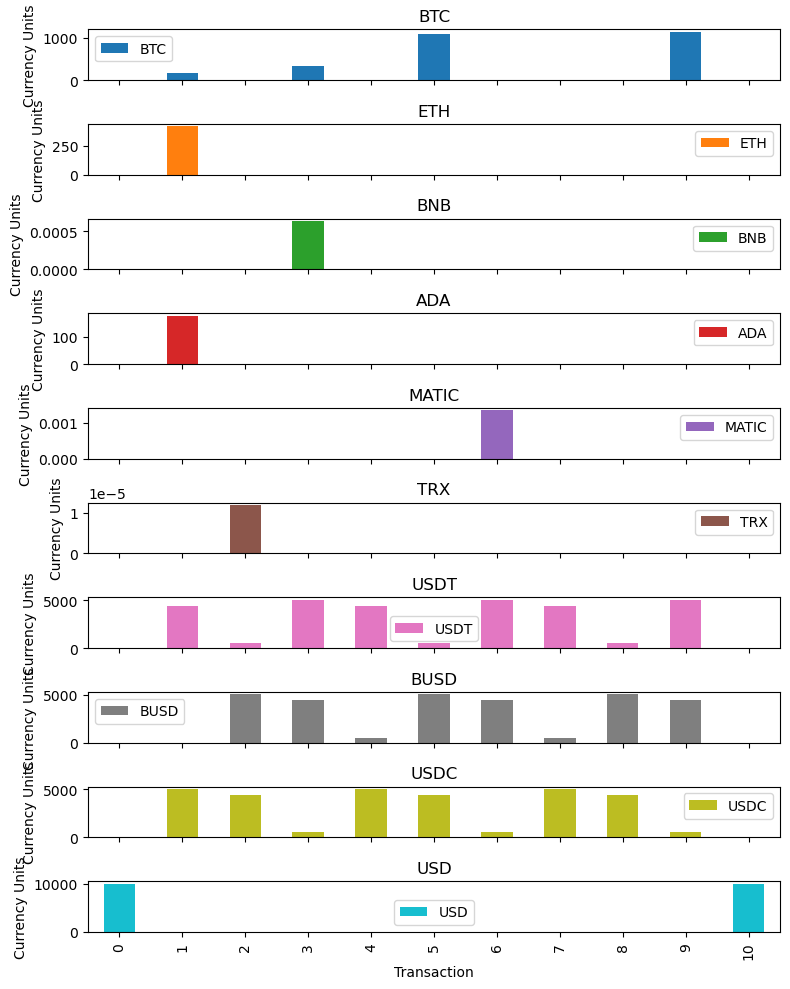 BTC
Currency Units
1000
0
BTC
ETH
Currency Units
250
0
ETH
BNB
Currency Units
0.0005
0.0000
BNB
ADA
Currency Units
100
0
ADA
MATIC
Currency Units
0.001
0.000
MATIC
TRX
1e−5
Currency Units
1
0
TRX
USDT
Currency Units
5000
0
USDT
BUSD
Currency Units
5000
0
BUSD
USDC
Currency Units
5000
0
USDC
USD
Currency Units
10000
0
USD
0 1 2 3 4 5 6 7 8 9 10
Transaction